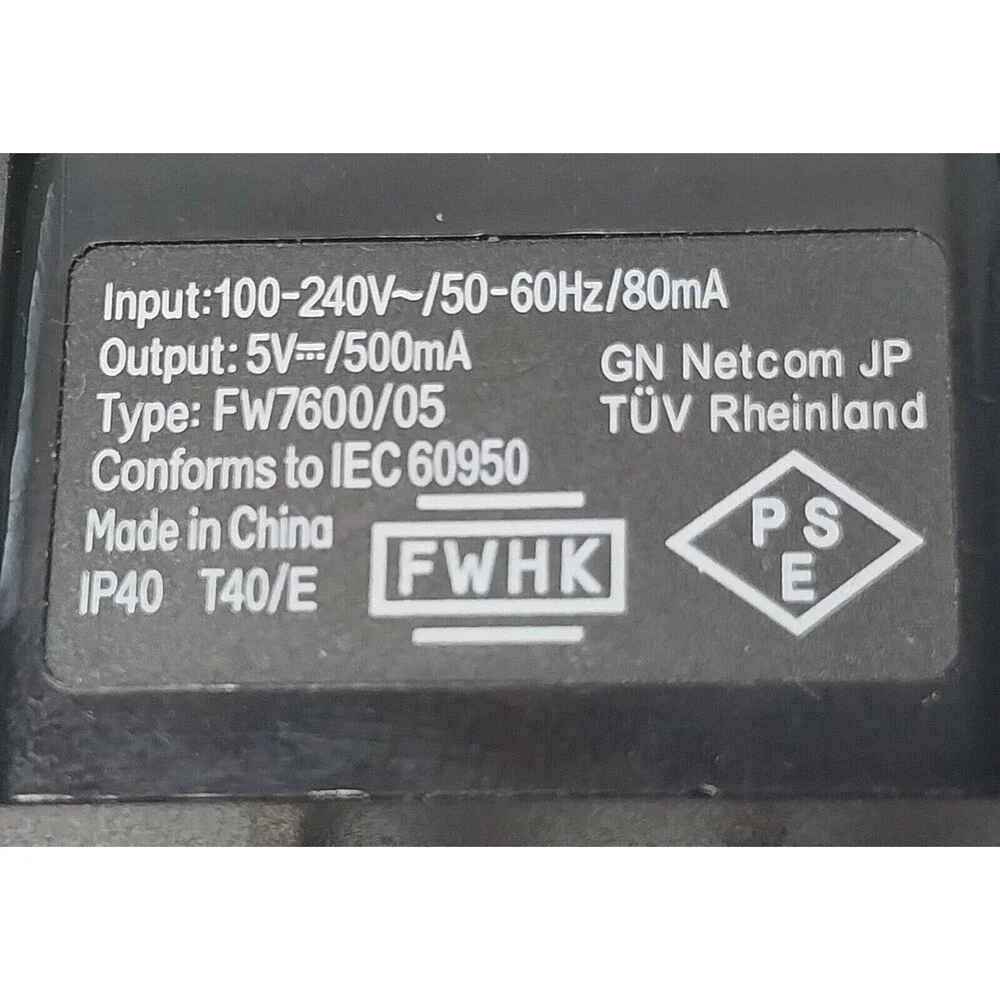 Input:100-240V~/50-60Hz/80mA
Output: 5V⎓/500mA
Type: FW7600/05
Conforms to IEC 60950
Made in China
IP40 T40/E
FWHK
GN Netcom JP
TÜV Rheinland
PS
E